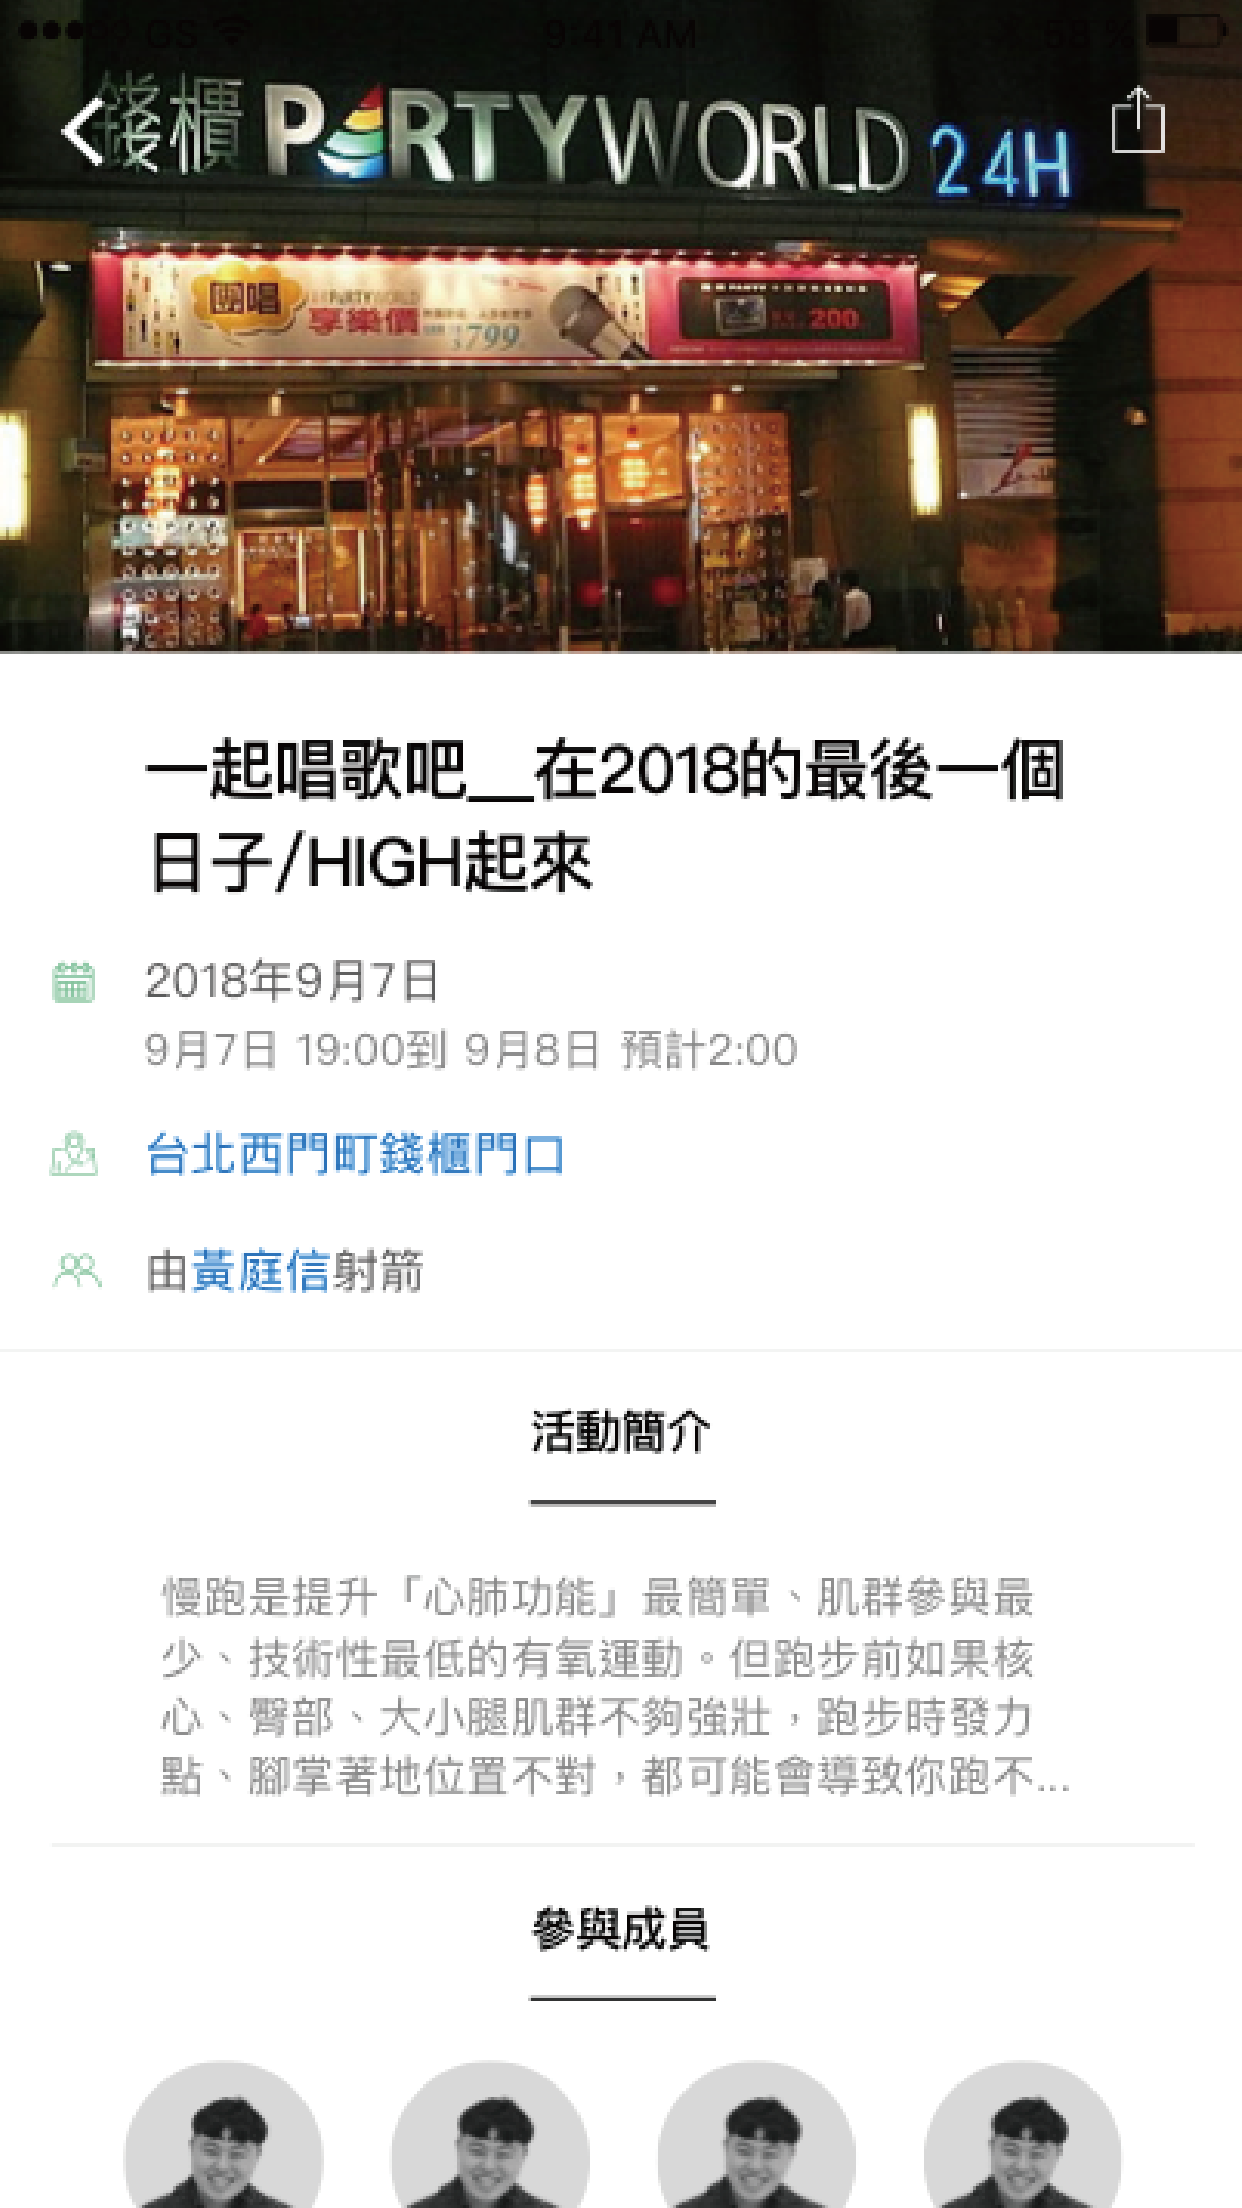 GS
9:41 AM
錢櫃 PARTYWORLD 24H
團唱
PARTYWORLD
享樂價
799
200
一起唱歌吧__在2018的最後一個
日子/HIGH起來
2018年9月7日
9月7日 19:00到 9月8日 預計2:00
台北西門町錢櫃門口
由黃庭信射箭
活動簡介
慢跑是提升「心肺功能」最簡單、肌群參與最
少、技術性最低的有氧運動。但跑步前如果核
心、臀部、大小腿肌群不夠強壯，跑步時發力
點、腳掌著地位置不對，都可能會導致你跑不...
參與成員